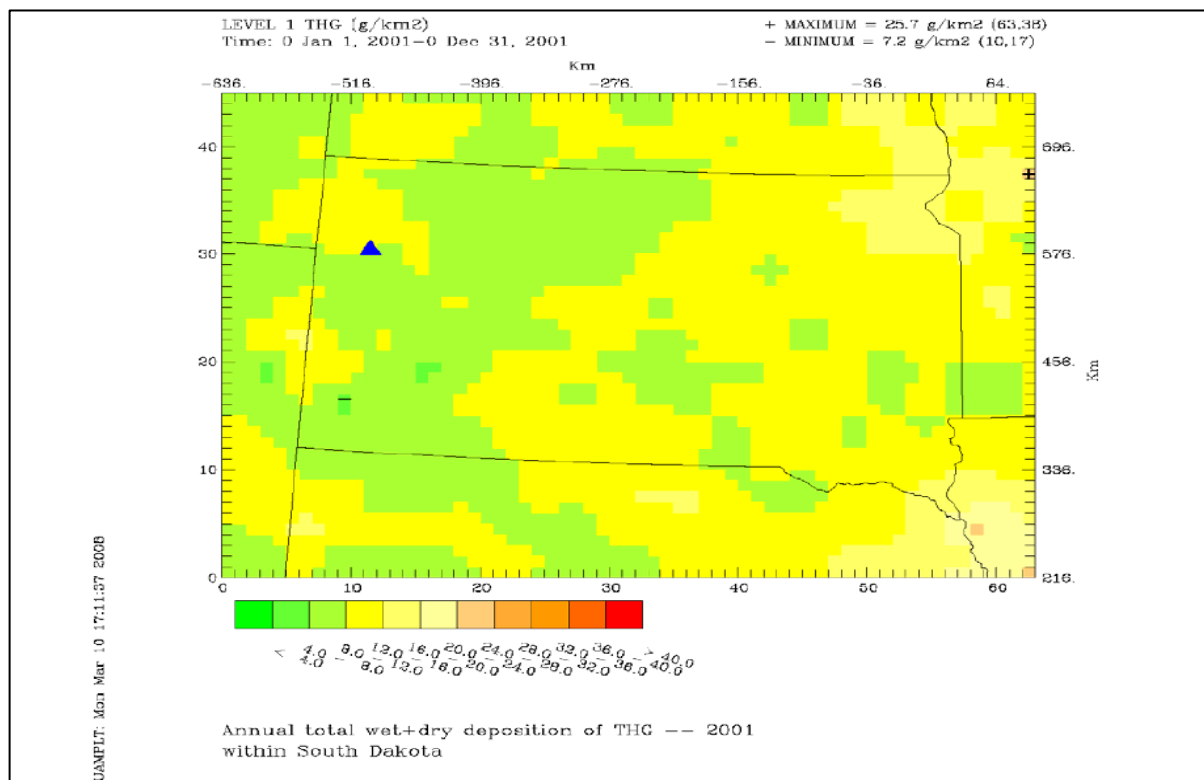 LEVEL 1 THG (g/km2)
Time: 0 Jan 1, 2001-0 Dec 31, 2001
+ MAXIMUM = 25.7 g/km2 (63,38)
- MINIMUM = 7.2 g/km2 (10,17)
Km
-636. -516. -396. -276. -156. -36. 64.
40 696.
30 576.
20 456.
Km
10 336.
0 216.
0 10 20 30 40 50 60
< 4.0
4.0 - 8.0
8.0 - 12.0
12.0 - 16.0
16.0 - 20.0
20.0 - 24.0
24.0 - 28.0
28.0 - 32.0
32.0 - 36.0
36.0 - 40.0
> 40.0
UAMPLT: Mon Mar 10 17:11:37 2008
Annual total wet+dry deposition of THG -- 2001
within South Dakota